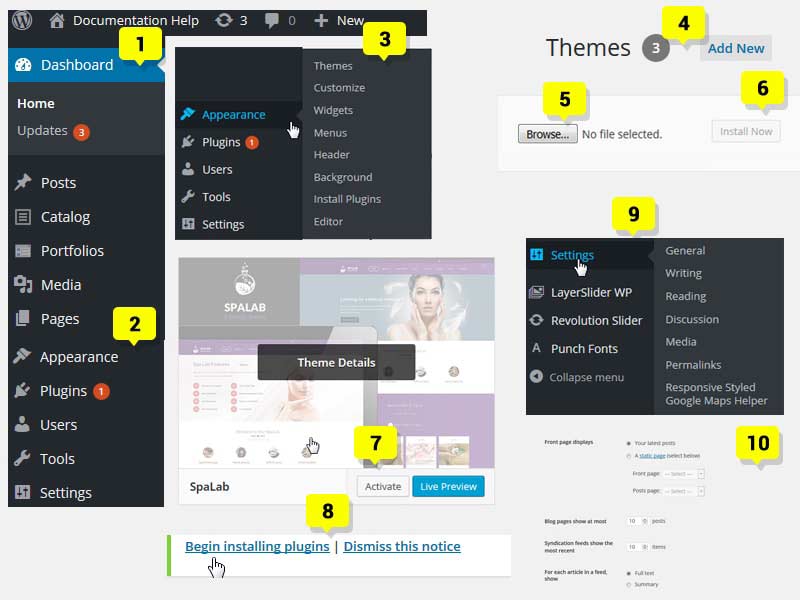 Documentation Help 3 0 New
1
Dashboard
Home
Updates 3
Posts
Catalog
Portfolios
Media
Pages
2
Appearance
Plugins 1
Users
Tools
Settings
3
Appearance
Plugins 1
Users
Tools
Settings
Themes
Customize
Widgets
Menus
Header
Background
Install Plugins
Editor
4
Themes 3 Add New
5
6
Browse... No file selected. Install Now
SPALAB
Theme Details
7
SpaLab Activate Live Preview
8
Begin installing plugins | Dismiss this notice
9
Settings
LayerSlider WP
Revolution Slider
Punch Fonts
Collapse menu
General
Writing
Reading
Discussion
Media
Permalinks
Responsive Styled
Google Maps Helper
10
Front page displays Your latest posts
A static page (select below)
Front page: — Select —
Posts page: — Select —
Blog pages show at most 10 posts
Syndication feeds show the
most recent 10 items
For each article in a feed,
show Full text
Summary